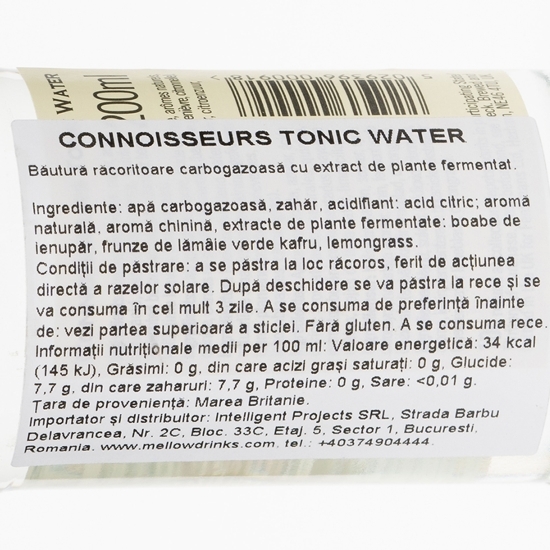 WATER
200ml
CONNOISSEURS TONIC WATER
Băutură răcoritoare carbogazoasă cu extract de plante fermentat.
Ingrediente: apă carbogazoasă, zahăr, acidifiant: acid citric; aromă
naturală, aromă chinină, extracte de plante fermentate: boabe de
ienupăr, frunze de lămâie verde kafru, lemongrass.
Condiții de păstrare: a se păstra la loc răcoros, ferit de acțiunea
directă a razelor solare. După deschidere se va păstra la rece și se
va consuma în cel mult 3 zile. A se consuma de preferință înainte
de: vezi partea superioară a sticlei. Fără gluten. A se consuma rece.
Informații nutriționale medii per 100 ml: Valoare energetică: 34 kcal
(145 kJ), Grăsimi: 0 g, din care acizi grași saturați: 0 g, Glucide:
7,7 g, din care zaharuri: 7,7 g, Proteine: 0 g, Sare: <0,01 g.
Țara de proveniență: Marea Britanie.
Importator și distribuitor: Intelligent Projects SRL, Strada Barbu
Delavrancea, Nr. 2C, Bloc. 33C, Etaj. 5, Sector 1, Bucuresti.
Romania. www.mellowdrinks.com. tel.: +40374904444.